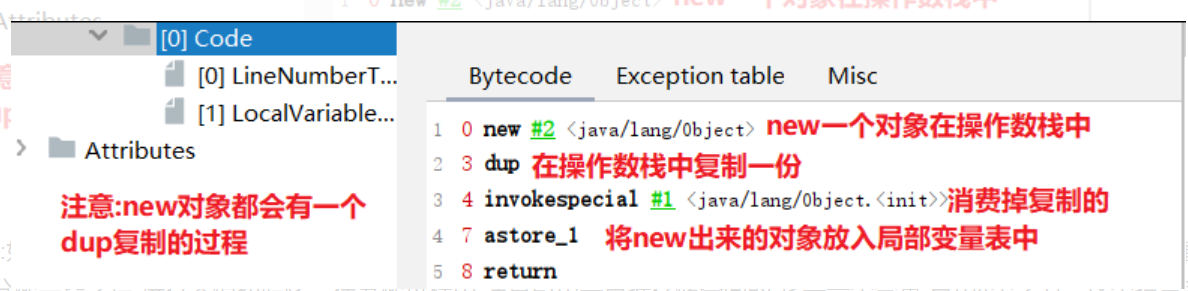 [0] Code
[0] LineNumberT...
[1] LocalVariable...
Attributes
注意:new对象都会有一个
dup复制的过程
Bytecode Exception table Misc
1 0 new #2 <java/lang/Object> new一个对象在操作数栈中
2 3 dup 在操作数栈中复制一份
3 4 invokespecial #1 <java/lang/Object.<init>>消费掉复制的
4 7 astore_1 将new出来的对象放入局部变量表中
5 8 return